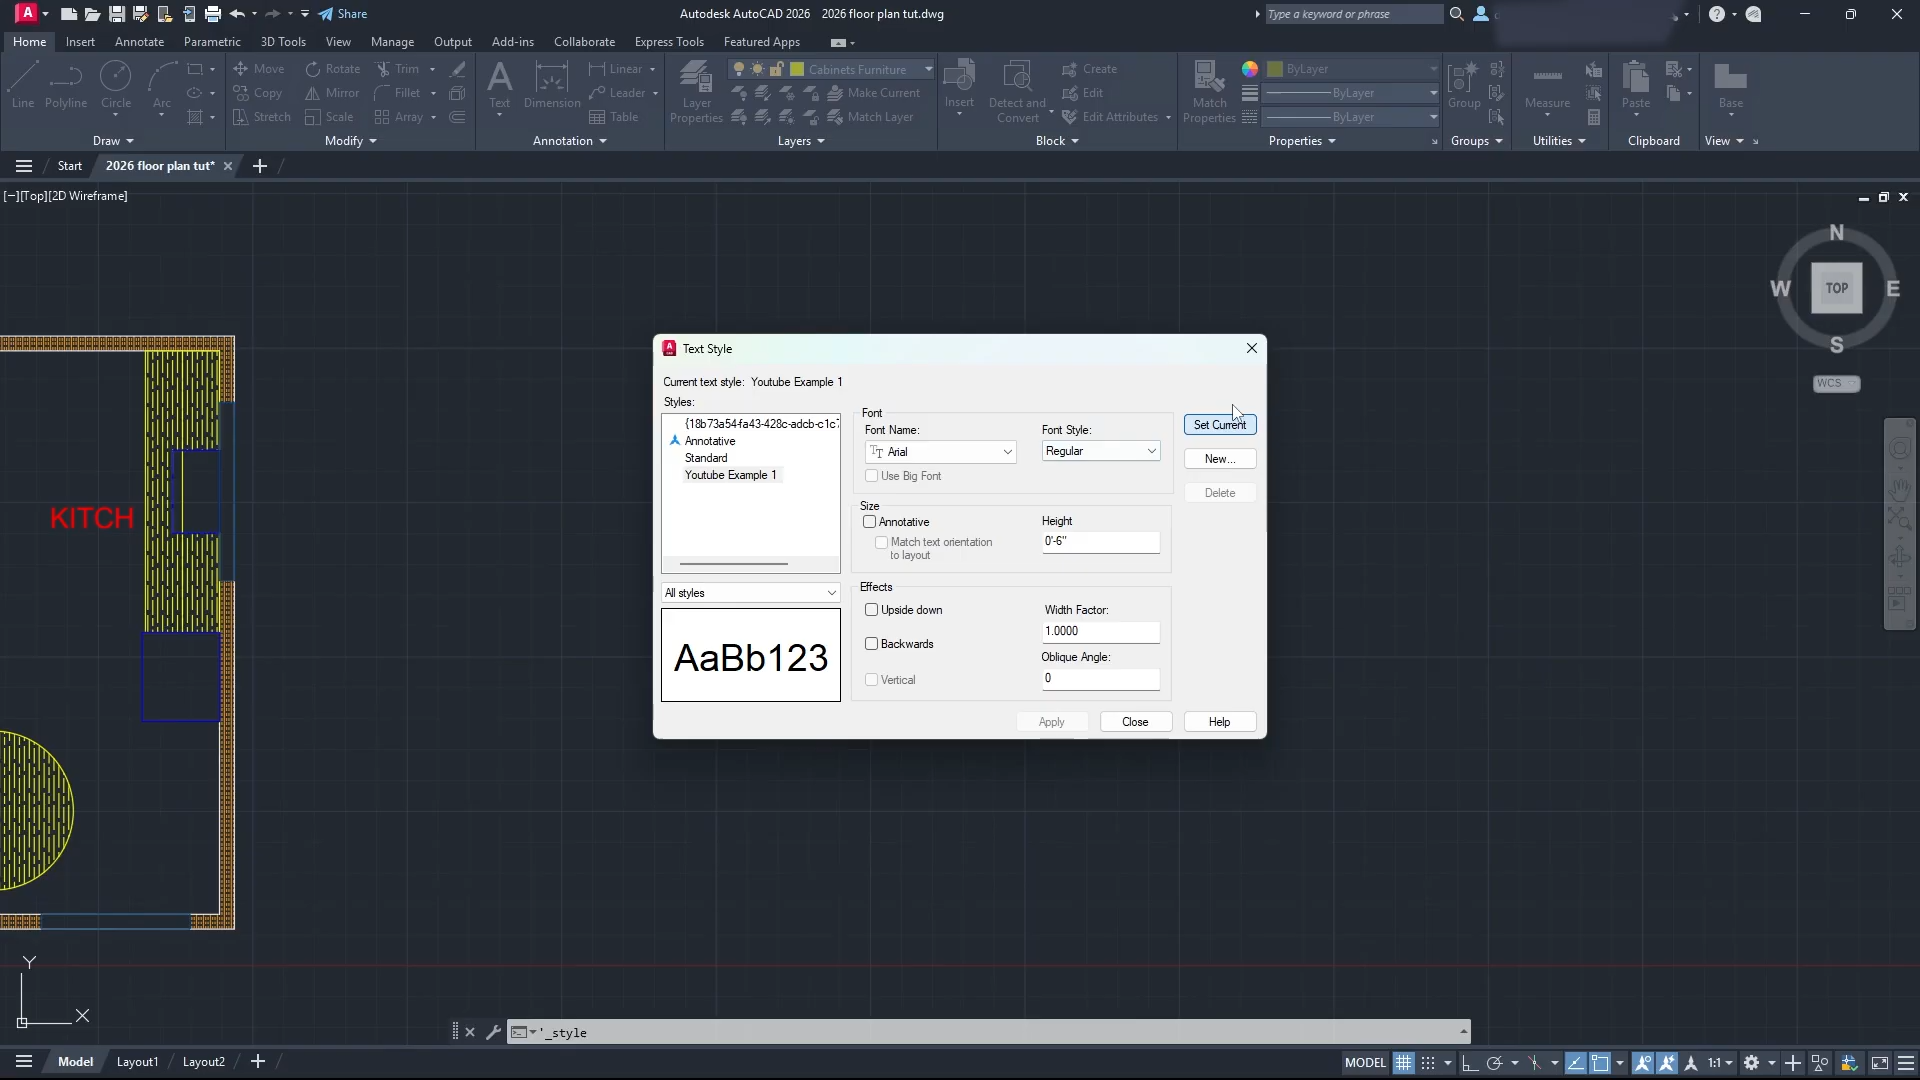 A Share Autodesk AutoCAD 2026 2026 floor plan tut.dwg Type a keyword or phrase
Home Insert Annotate Parametric 3D Tools View Manage Output Add-ins Collaborate Express Tools Featured Apps
Line Polyline Circle Arc
Draw
Move Rotate Trim
Copy Mirror Fillet
Stretch Scale Array
Modify
Text Dimension
Linear
Leader
Table
Annotation
Layer Properties
Cabinets Furniture
Make Current
Match Layer
Layers
Insert
Detect and Convert
Create
Edit
Edit Attributes
Block
Match Properties
ByLayer
ByLayer
ByLayer
Properties
Group
Groups
Measure
Utilities
Paste
Clipboard
Base
View
Start 2026 floor plan tut*
[−][Top][2D Wireframe]
N
W TOP E
S
WCS
KITCH
Text Style
Current text style: Youtube Example 1
Styles:
{18b73a54-fa43-428c-adcb-c1c7
Annotative
Standard
Youtube Example 1
All styles
AaBb123
Font
Font Name:
Arial
Use Big Font
Font Style:
Regular
Size
Annotative
Match text orientation
to layout
Height
0'-6"
Effects
Upside down
Backwards
Vertical
Width Factor:
1.0000
Oblique Angle:
0
Set Current
New...
Delete
Apply Close Help
Y
X
'_style
Model Layout1 Layout2
MODEL 1:1